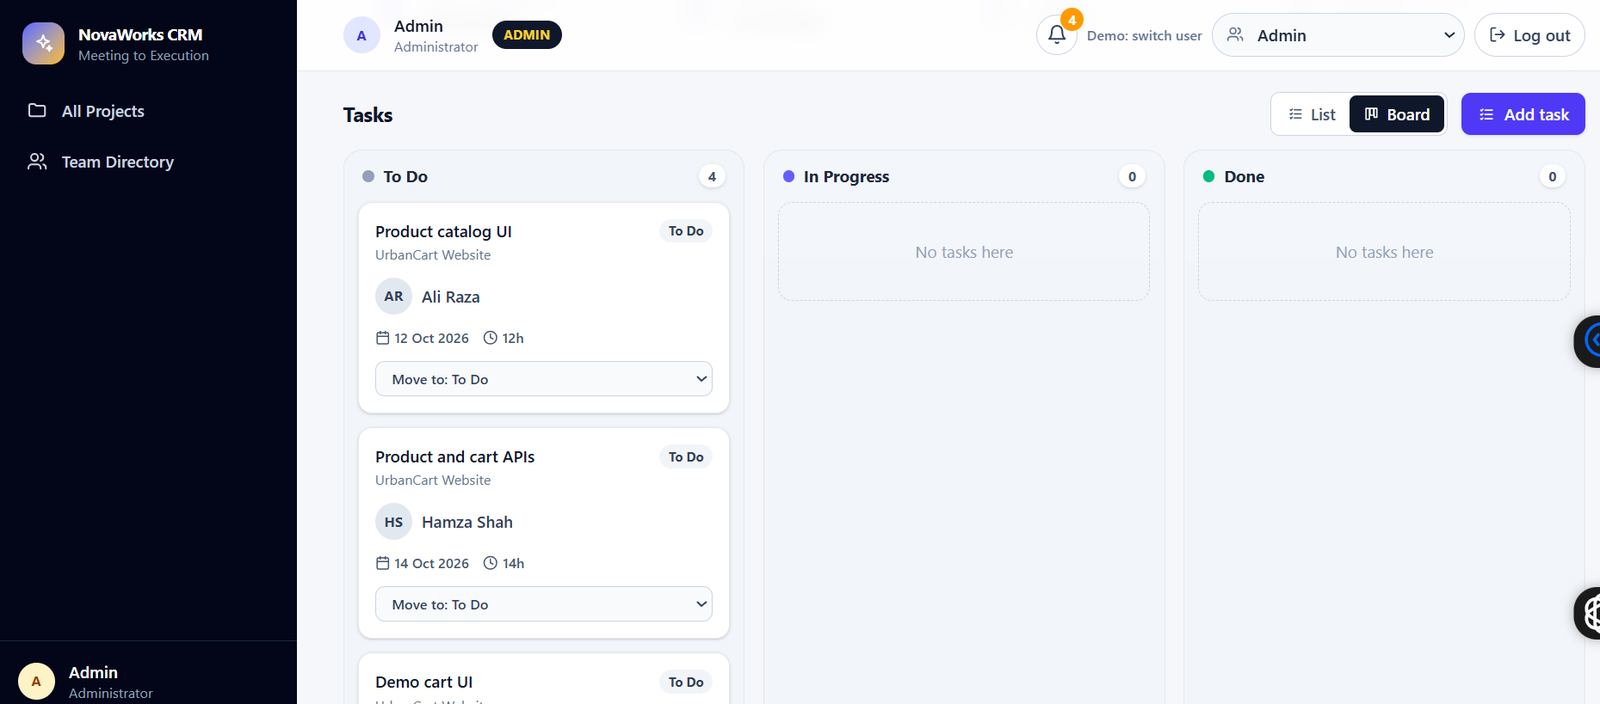 NovaWorks CRM
Meeting to Execution
All Projects
Team Directory
A
Admin
Administrator
A
Admin
Administrator
ADMIN
4
Demo: switch user
Admin
Log out
Tasks
List
Board
Add task
To Do
4
Product catalog UI
To Do
UrbanCart Website
AR
Ali Raza
12 Oct 2026
12h
Move to: To Do
Product and cart APIs
To Do
UrbanCart Website
HS
Hamza Shah
14 Oct 2026
14h
Move to: To Do
Demo cart UI
To Do
In Progress
0
No tasks here
Done
0
No tasks here